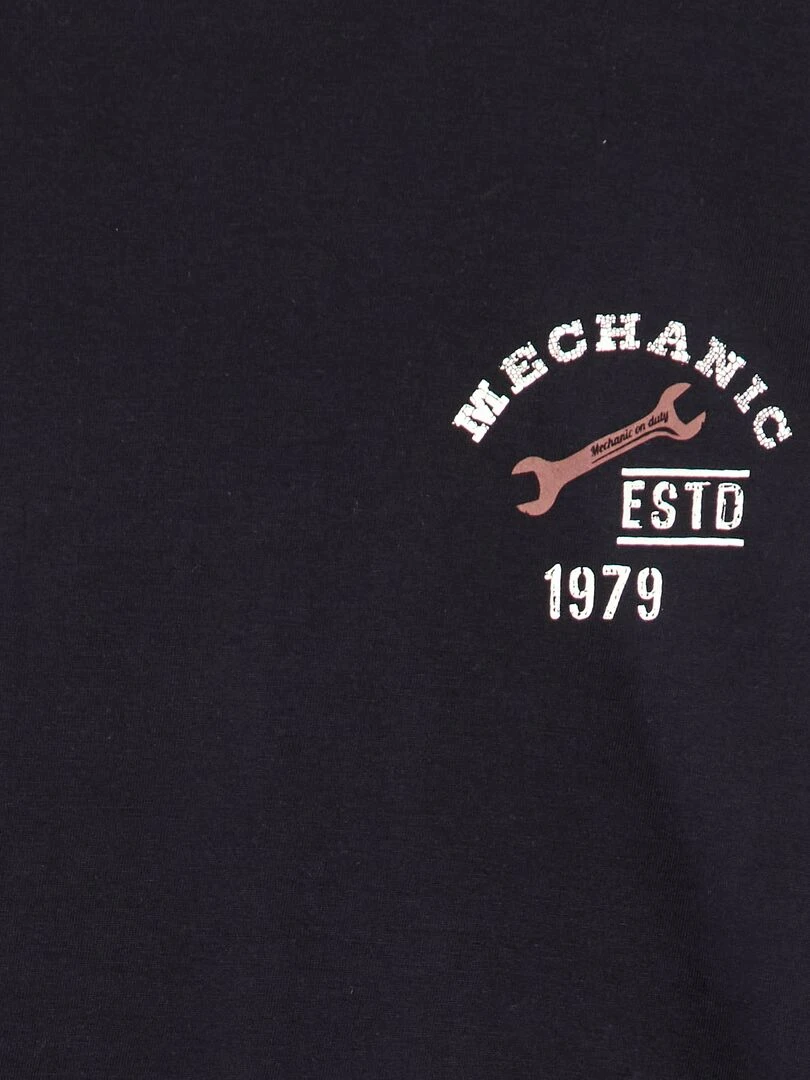 MECHANIC
Mechanic on duty
ESTD
1979